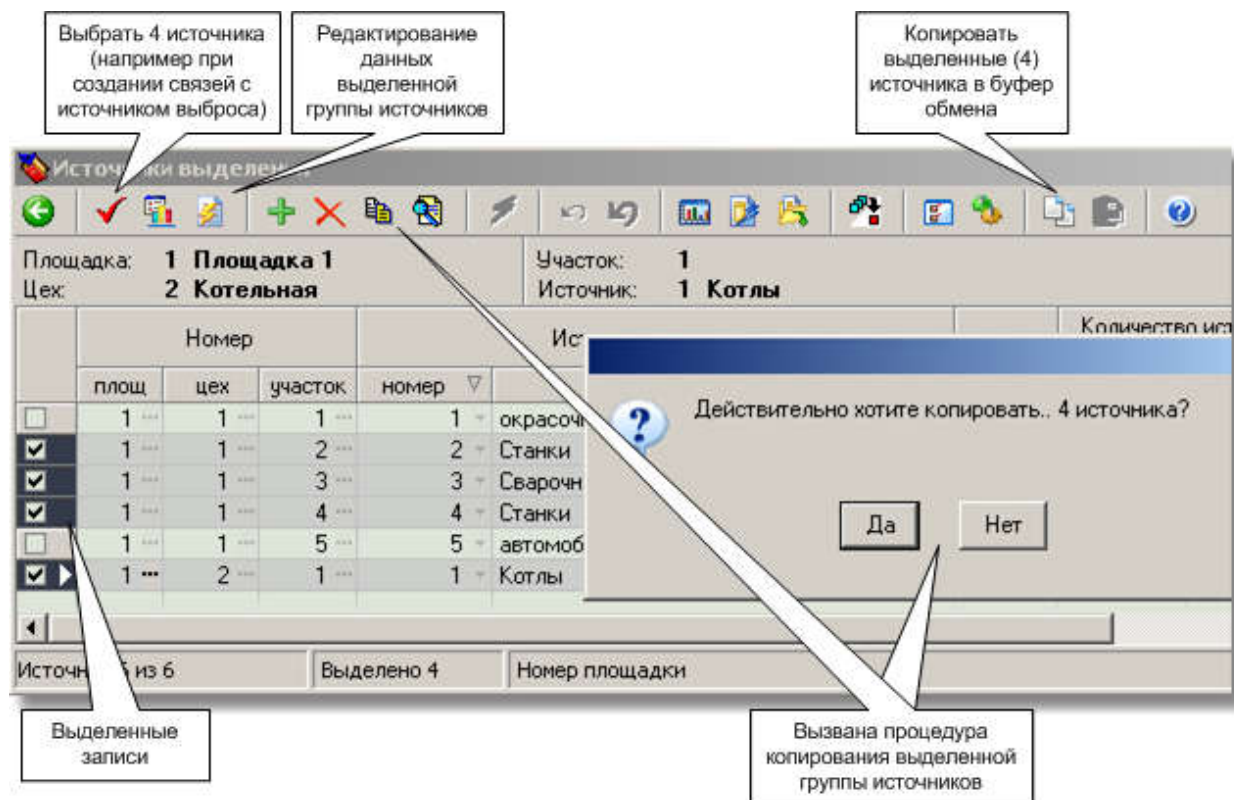 Выбрать 4 источника
(например при
создании связей с
источником выброса)
Редактирование
данных
выделенной
группы источников
Копировать
выделенные (4)
источника в буфер
обмена
Источники выделен
Площадка: 1 Площадка 1
Участок: 1
Цех: 2 Котельная
Источник: 1 Котлы
Номер
Ис
Количество ист
площ цех участок номер
1 1 1 1 окрасоч
1 1 2 2 Станки
1 1 3 3 Сварочн
1 1 4 4 Станки
1 1 5 5 автомоб
1 2 1 1 Котлы
Действительно хотите копировать.. 4 источника?
Да Нет
из 6
Выделено 4
Номер площадки
Выделенные
записи
Вызвана процедура
копирования выделенной
группы источников